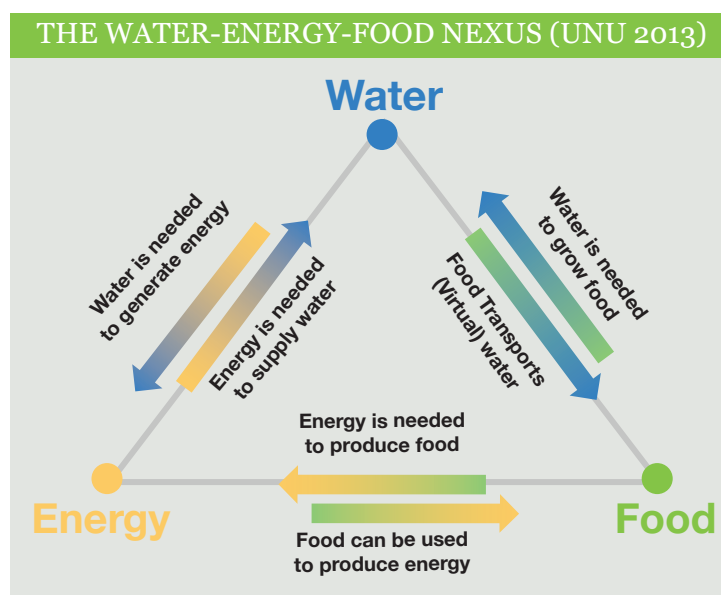 THE WATER-ENERGY-FOOD NEXUS (UNU 2013)
Water
Water is needed
to generate energy
Energy is needed
to supply water
Food Transports
(Virtual) water
Water is needed
to grow food
Energy is needed
to produce food
Energy
Food
Food can be used
to produce energy